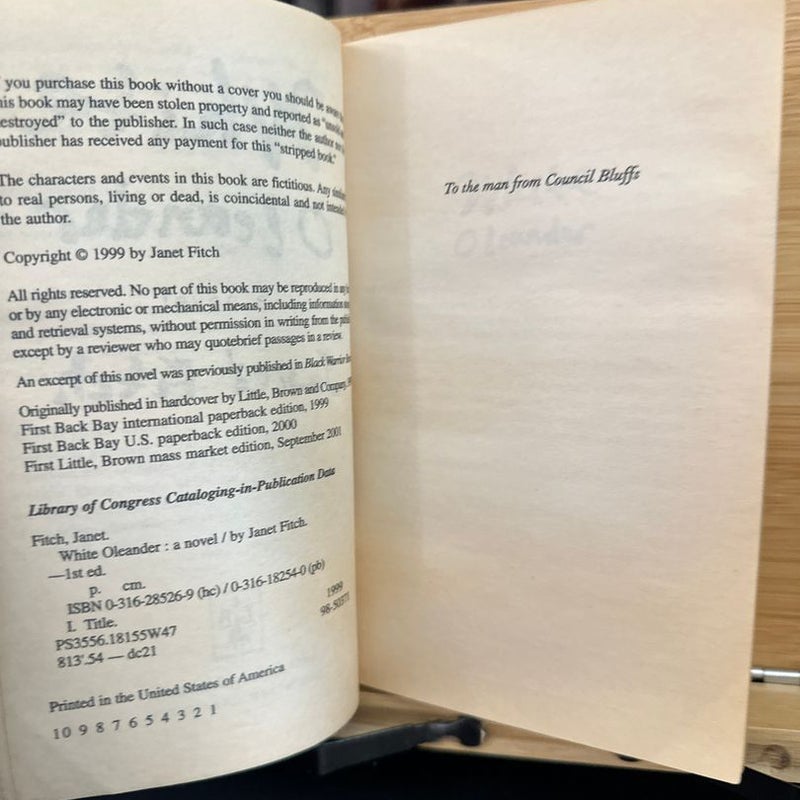 you purchase this book without a cover you should be aware
his book may have been stolen property and reported as
estroyed” to the publisher. In such case neither the author
ublisher has received any payment for this “stripped book.”
The characters and events in this book are fictitious. Any
to real persons, living or dead, is coincidental and not intended
the author.
Copyright © 1999 by Janet Fitch
All rights reserved. No part of this book may be reproduced in
or by any electronic or mechanical means, including information
and retrieval systems, without permission in writing from the
except by a reviewer who may quotebrief passages in a review.
An excerpt of this novel was previously published in Black Warrior
Originally published in hardcover by Little, Brown and Company,
First Back Bay international paperback edition, 1999
First Back Bay U.S. paperback edition, 2000
First Little, Brown mass market edition, September 2001
Library of Congress Cataloging-in-Publication Data
Fitch, Janet.
White Oleander : a novel / by Janet Fitch.
—1st ed.
p. cm.
ISBN 0-316-28526-9 (hc) / 0-316-18254-0 (pb)
I. Title.
PS3556.I8155W47 1999
813'.54 — dc21
Printed in the United States of America
10 9 8 7 6 5 4 3 2 1
To the man from Council Bluffs
Oleander